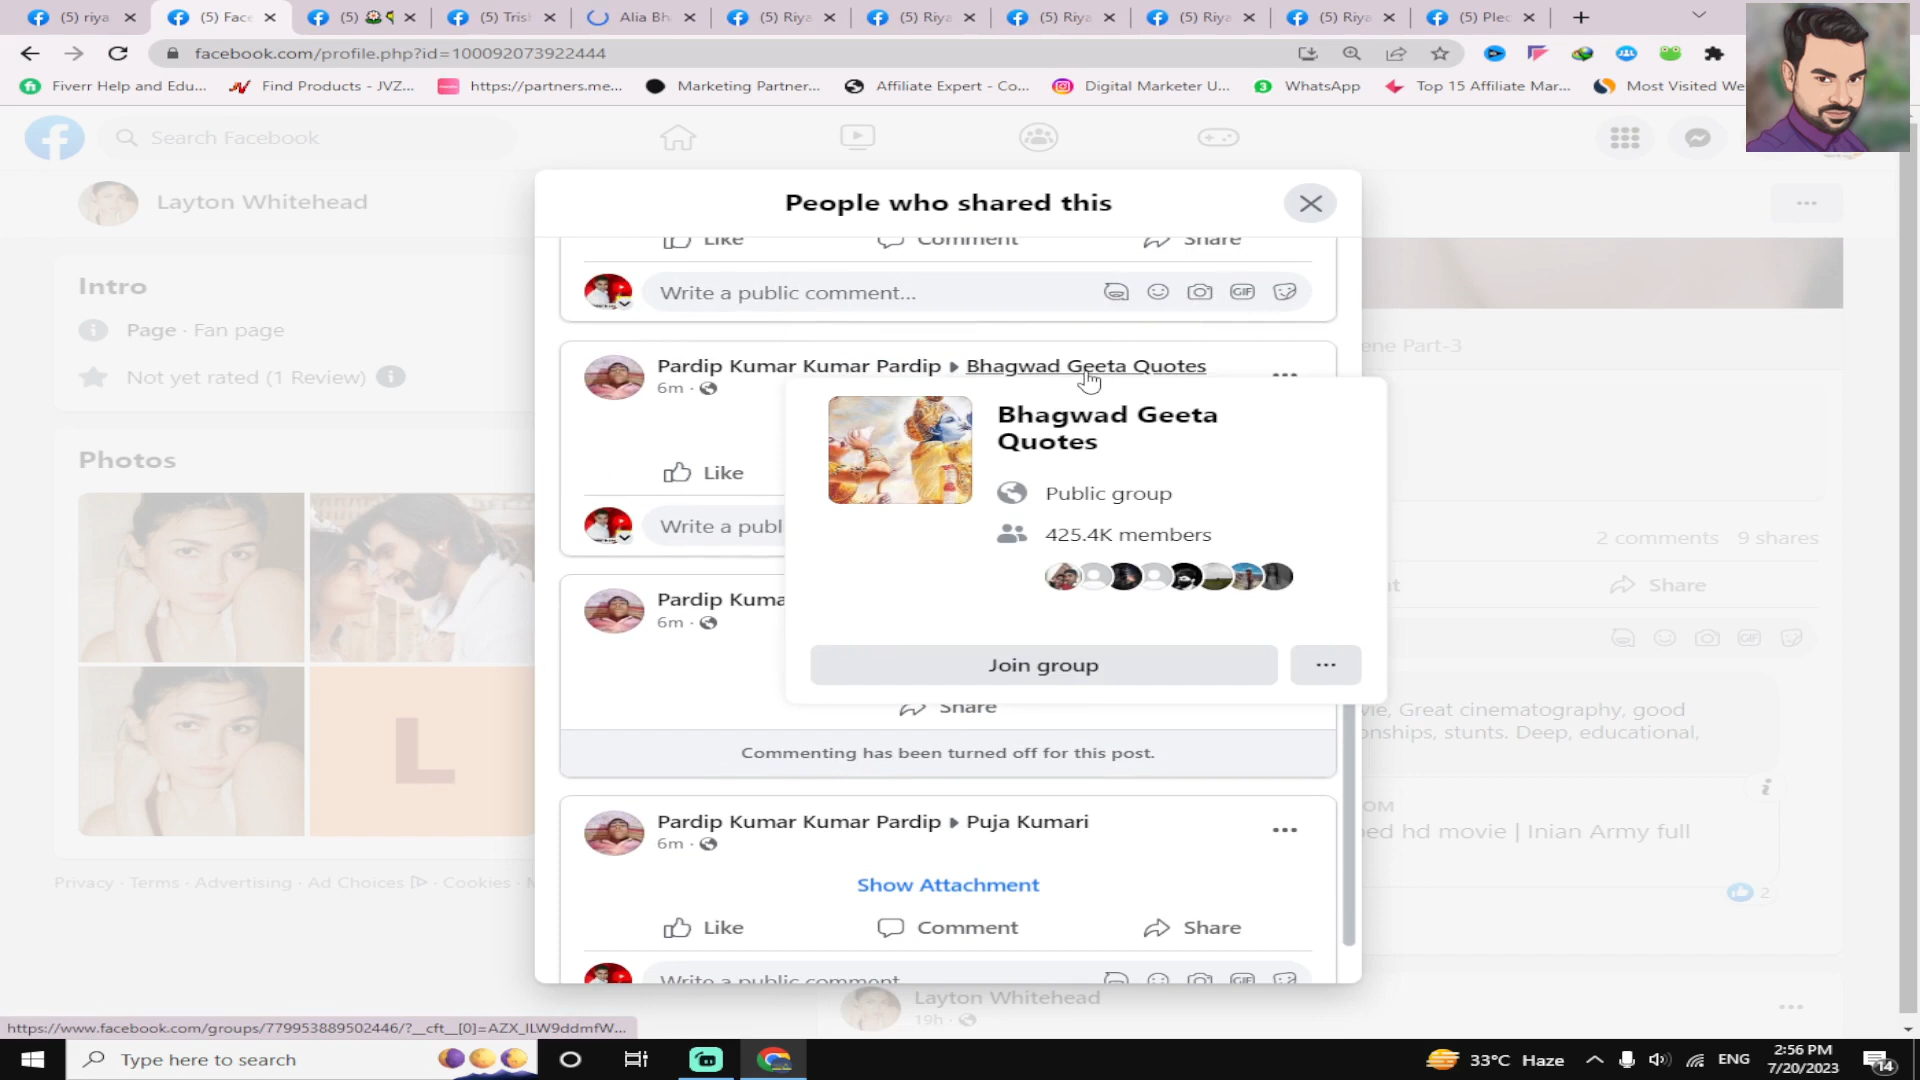 (5) riya
(5) Face
(5)
(5) Trish
Alia Bh
(5) Riya
(5) Riya
(5) Riya
(5) Riya
(5) Riya
(5) Plec
facebook.com/profile.php?id=100092073922444
Fiverr Help and Edu...
Find Products - JVZ...
https://partners.me...
Marketing Partner...
Affiliate Expert - Co...
Digital Marketer U...
WhatsApp
Top 15 Affiliate Mar...
Most Visited We
Search Facebook
Layton Whitehead
People who shared this
Like
Comment
Share
Write a public comment...
Intro
Page · Fan page
Not yet rated (1 Review)
Pardip Kumar Kumar Pardip
Bhagwad Geeta Quotes
6m
Bhagwad Geeta
Quotes
Public group
425.4K members
Join group
Like
Write a publ
Pardip Kuma
6m
Share
Commenting has been turned off for this post.
Pardip Kumar Kumar Pardip
Puja Kumari
6m
Show Attachment
Like
Comment
Share
Write a public comment
Photos
L
Privacy · Terms · Advertising · Ad Choices · Cookies ·
ene Part-3
2 comments 9 shares
Share
Great cinematography, good
onships, stunts. Deep, educational,
OM
ed hd movie | Inian Army full
2
Layton Whitehead
19h
https://www.facebook.com/groups/779953889502446/?__cft__[0]=AZX_ILW9ddmfW...
Type here to search
33°C Haze
ENG
2:56 PM
7/20/2023
14